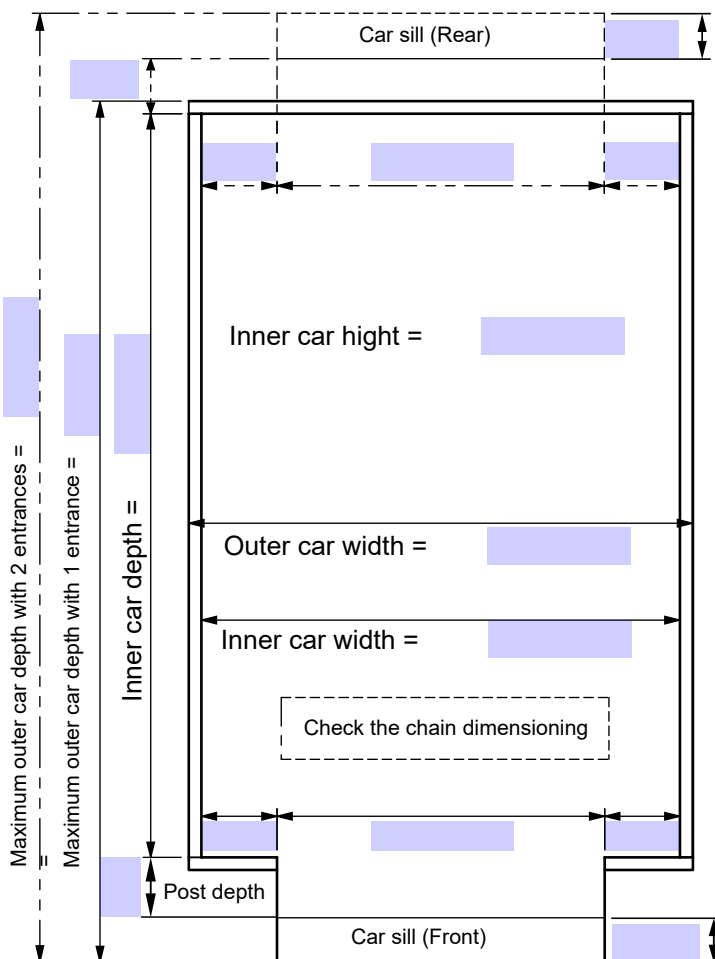 Car sill (Rear)
Inner car hight =
Maximum outer car depth with 2 entrances =
=
Maximum outer car depth with 1 entrance =
Inner car depth =
Outer car width =
Inner car width =
Check the chain dimensioning
Post depth
Car sill (Front)